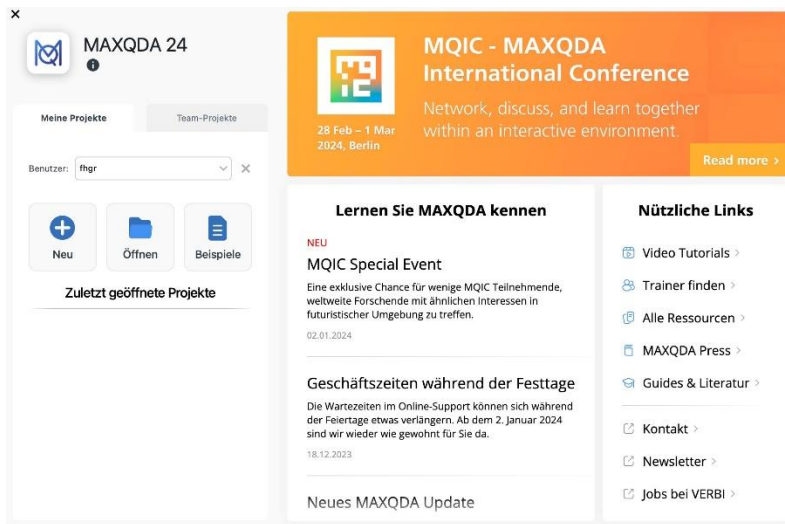 MAXQDA 24
Meine Projekte
Team-Projekte
Benutzer:
fhgr
Neu
Öffnen
Beispiele
Zuletzt geöffnete Projekte
28 Feb – 1 Mar
2024, Berlin
MQIC - MAXQDA
International Conference
Network, discuss, and learn together
within an interactive environment.
Read more >
Lernen Sie MAXQDA kennen
NEU
MQIC Special Event
Eine exklusive Chance für wenige MQIC Teilnehmende,
weltweite Forschende mit ähnlichen Interessen in
futuristischer Umgebung zu treffen.
02.01.2024
Geschäftszeiten während der Festtage
Die Wartezeiten im Online-Support können sich während
der Feiertage etwas verlängern. Ab dem 2. Januar 2024
sind wir wieder wie gewohnt für Sie da.
18.12.2023
Neues MAXQDA Update
Nützliche Links
Video Tutorials >
Trainer finden >
Alle Ressourcen >
MAXQDA Press >
Guides & Literatur >
Kontakt >
Newsletter >
Jobs bei VERBI >